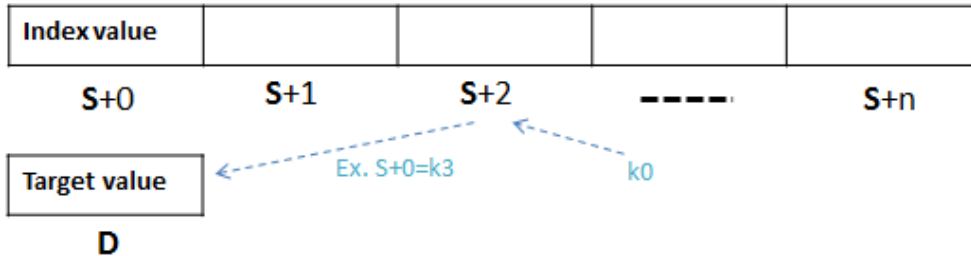 Index value
S+0 S+1 S+2 ----- S+n
Ex. S+0=k3 k0
Target value
D